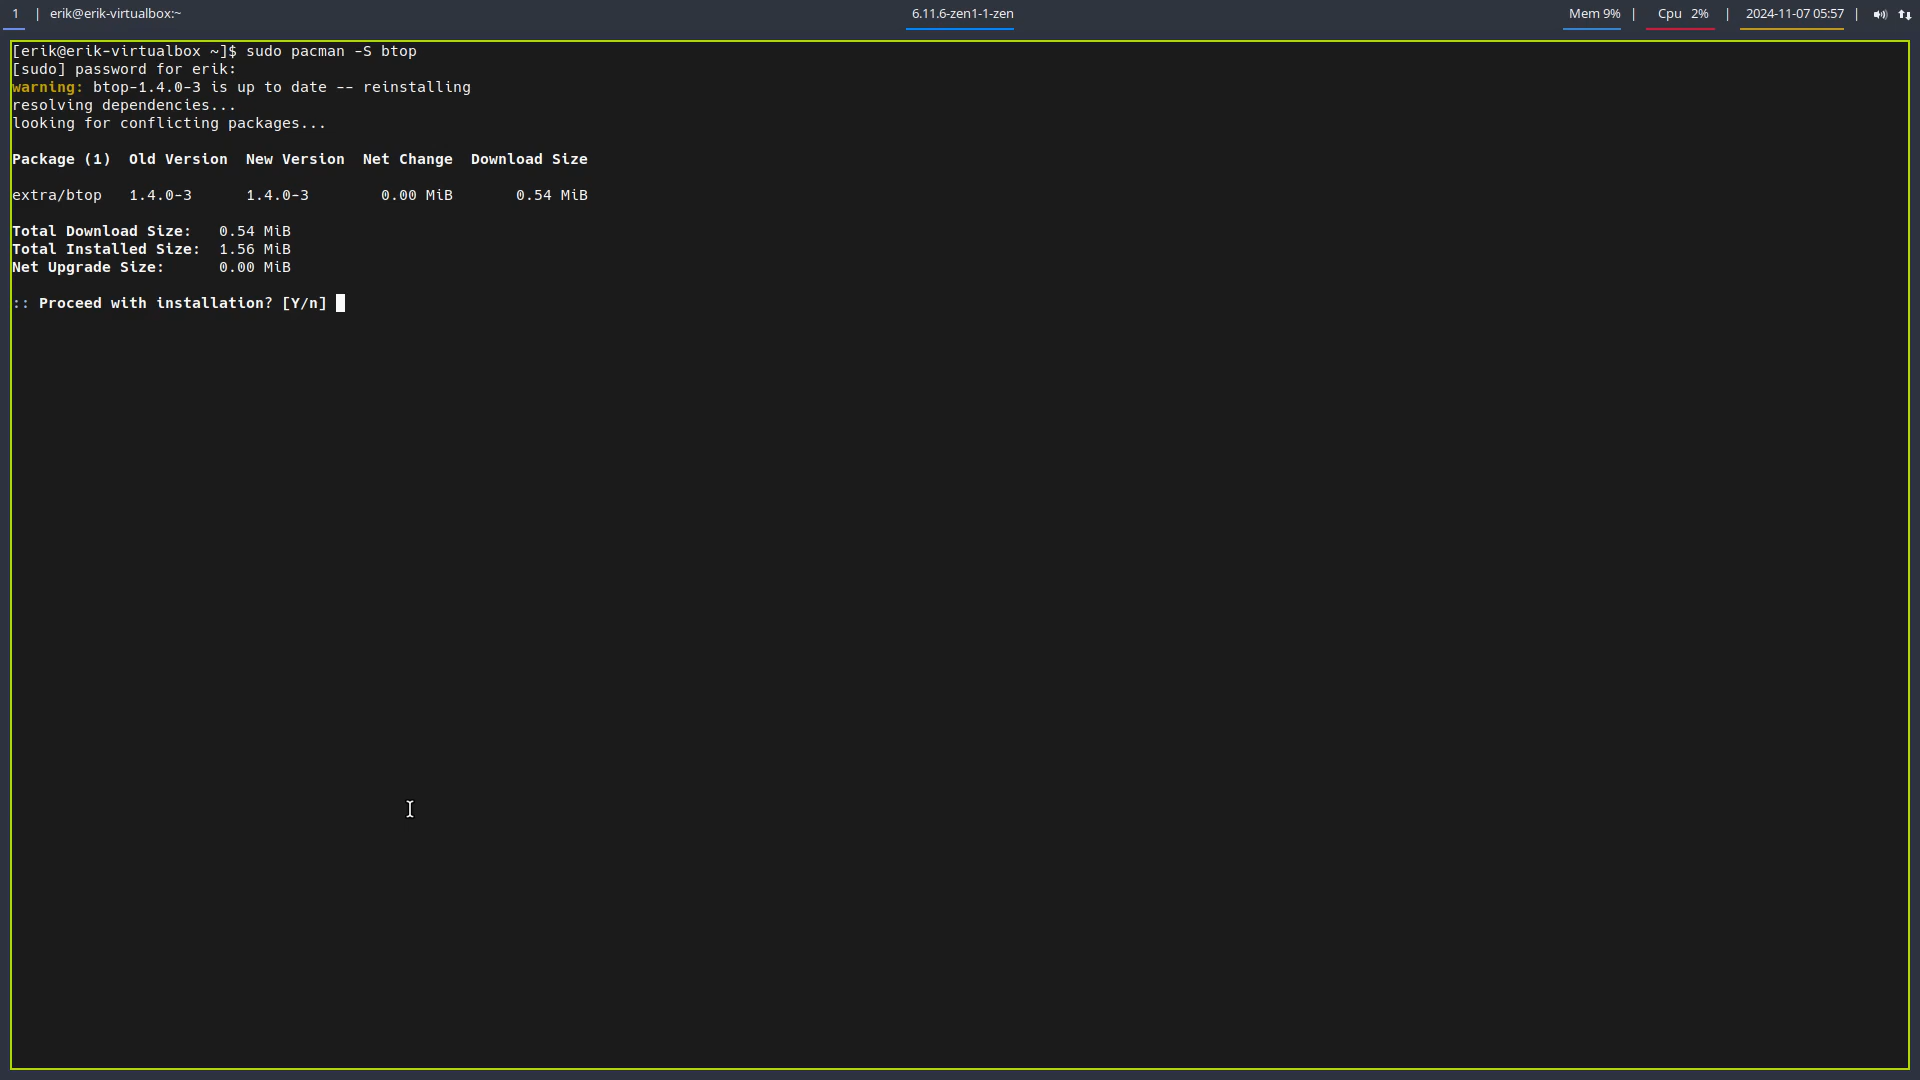 1 | erik@erik-virtualbox:~ 6.11.6-zen1-1-zen Mem 9% | Cpu 2% | 2024-11-07 05:57 |
[erik@erik-virtualbox ~]$ sudo pacman -S btop
[sudo] password for erik:
warning: btop-1.4.0-3 is up to date -- reinstalling
resolving dependencies...
looking for conflicting packages...
Package (1)  Old Version  New Version  Net Change  Download Size
extra/btop   1.4.0-3      1.4.0-3        0.00 MiB       0.54 MiB
Total Download Size:   0.54 MiB
Total Installed Size:  1.56 MiB
Net Upgrade Size:      0.00 MiB
:: Proceed with installation? [Y/n]